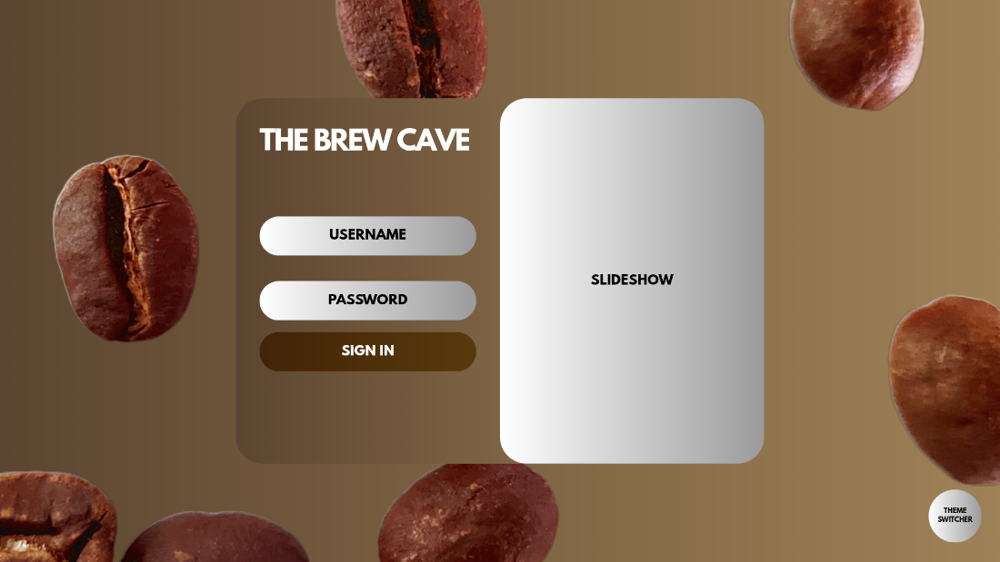 THE BREW CAVE
USERNAME
PASSWORD
SIGN IN
SLIDESHOW
THEME
SWITCHER